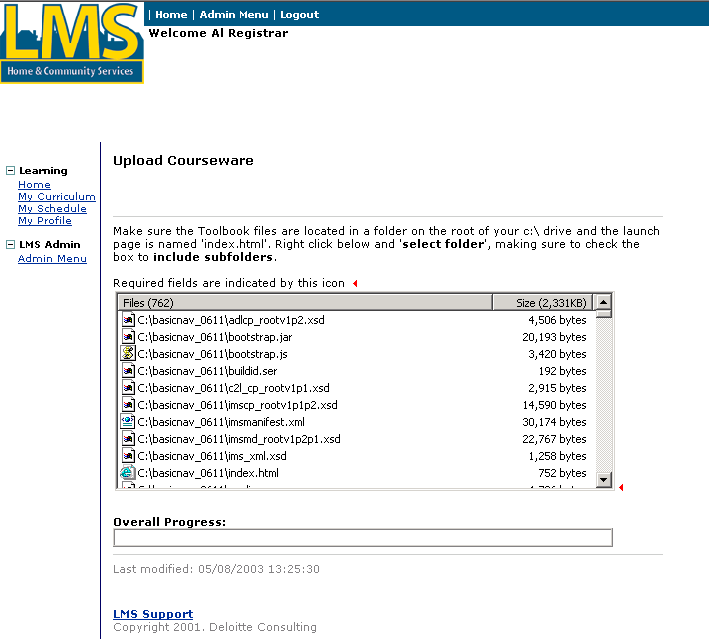 | Home | Admin Menu | Logout
LMS
Home & Community Services
Welcome Al Registrar
Learning
Home
My Curriculum
My Schedule
My Profile
LMS Admin
Admin Menu
Upload Courseware
Make sure the Toolbook files are located in a folder on the root of your c:\ drive and the launch
page is named 'index.html'. Right click below and 'select folder', making sure to check the
box to include subfolders.
Required fields are indicated by this icon
Files (762) Size (2,331KB)
C:\basicnav_0611\adlcp_rootv1p2.xsd 4,506 bytes
C:\basicnav_0611\bootstrap.jar 20,193 bytes
C:\basicnav_0611\bootstrap.js 3,420 bytes
C:\basicnav_0611\buildid.ser 192 bytes
C:\basicnav_0611\c2l_cp_rootv1p1.xsd 2,915 bytes
C:\basicnav_0611\imscp_rootv1p1p2.xsd 14,590 bytes
C:\basicnav_0611\imsmanifest.xml 30,174 bytes
C:\basicnav_0611\imsmd_rootv1p2p1.xsd 22,767 bytes
C:\basicnav_0611\ims_xml.xsd 1,258 bytes
C:\basicnav_0611\index.html 752 bytes
Overall Progress:
Last modified: 05/08/2003 13:25:30
LMS Support
Copyright 2001. Deloitte Consulting